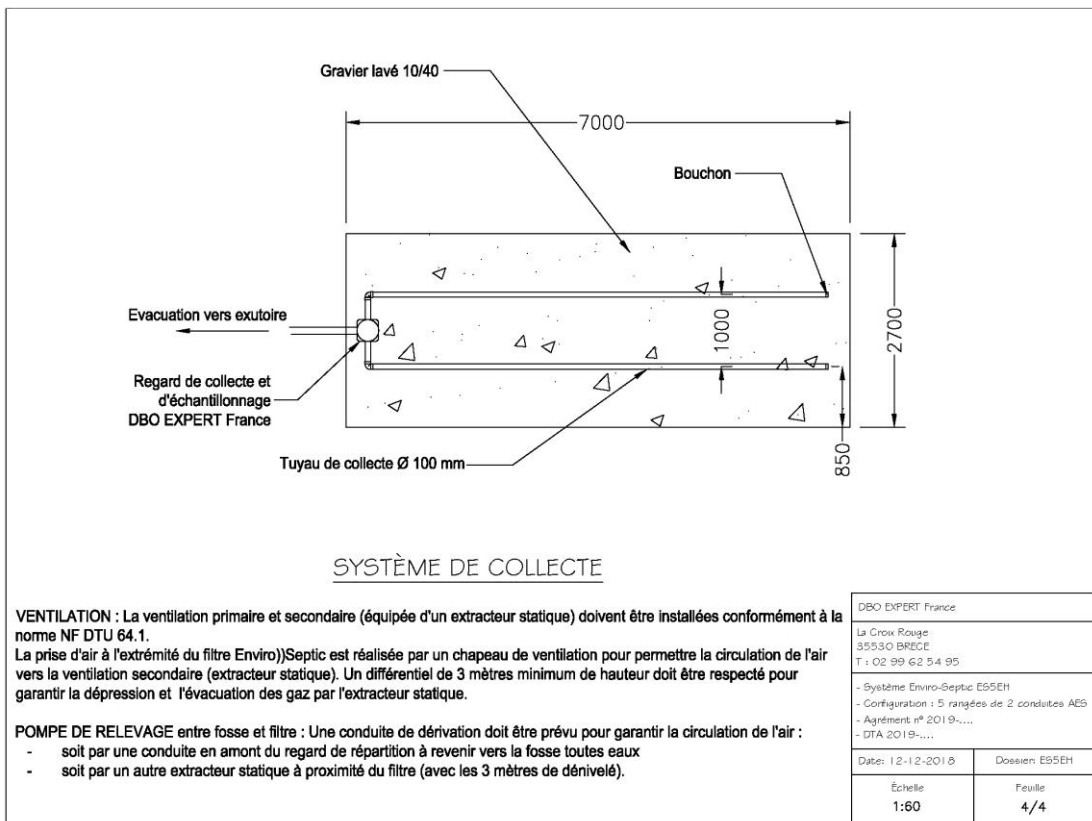 Gravier lavé 10/40
7000
Bouchon
Evacuation vers exutoire
1000
2700
Regard de collecte et
d'échantillonnage
DBO EXPERT France
850
Tuyau de collecte Ø 100 mm
SYSTÈME DE COLLECTE
VENTILATION : La ventilation primaire et secondaire (équipée d'un extracteur statique) doivent être installées conformément à la
norme NF DTU 64.1.
La prise d'air à l'extrémité du filtre Enviro))Septic est réalisée par un chapeau de ventilation pour permettre la circulation de l'air
vers la ventilation secondaire (extracteur statique). Un différentiel de 3 mètres minimum de hauteur doit être respecté pour
garantir la dépression et l'évacuation des gaz par l'extracteur statique.
POMPE DE RELEVAGE entre fosse et filtre : Une conduite de dérivation doit être prévu pour garantir la circulation de l'air :
- soit par une conduite en amont du regard de répartition à revenir vers la fosse toutes eaux
- soit par un autre extracteur statique à proximité du filtre (avec les 3 mètres de dénivelé).
DBO EXPERT France
La Croix Rouge
35530 BRECE
T : 02 99 62 54 95
- Système Enviro-Septic ES5EH
- Configuration : 5 rangées de 2 conduites AES
- Agrément n° 2019-....
- DTA 2019-....
Date: 12-12-2018
Dossier: ES5EH
Échelle
1:60
Feuille
4/4